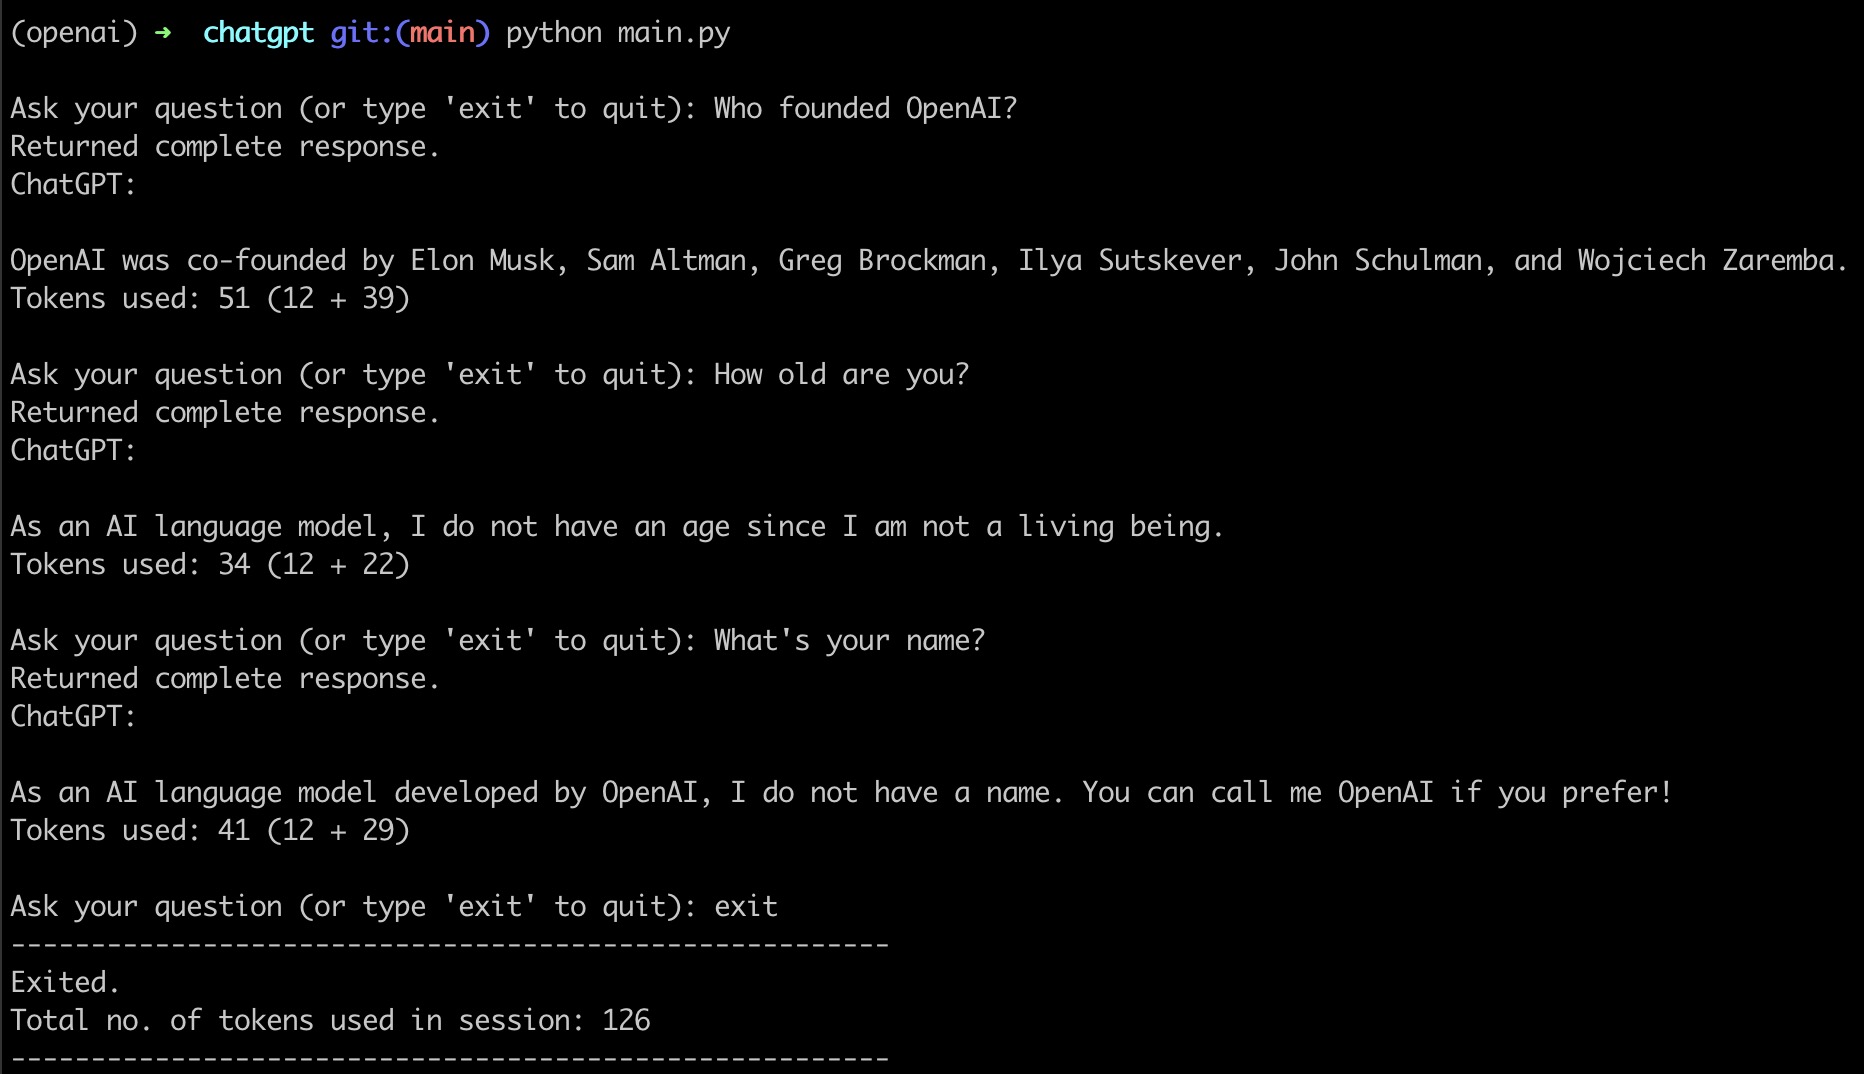 (openai) ➜  chatgpt git:(main) python main.py
Ask your question (or type 'exit' to quit): Who founded OpenAI?
Returned complete response.
ChatGPT:
OpenAI was co-founded by Elon Musk, Sam Altman, Greg Brockman, Ilya Sutskever, John Schulman, and Wojciech Zaremba.
Tokens used: 51 (12 + 39)
Ask your question (or type 'exit' to quit): How old are you?
Returned complete response.
ChatGPT:
As an AI language model, I do not have an age since I am not a living being.
Tokens used: 34 (12 + 22)
Ask your question (or type 'exit' to quit): What's your name?
Returned complete response.
ChatGPT:
As an AI language model developed by OpenAI, I do not have a name. You can call me OpenAI if you prefer!
Tokens used: 41 (12 + 29)
Ask your question (or type 'exit' to quit): exit
-------------------------------------------------------
Exited.
Total no. of tokens used in session: 126
-------------------------------------------------------